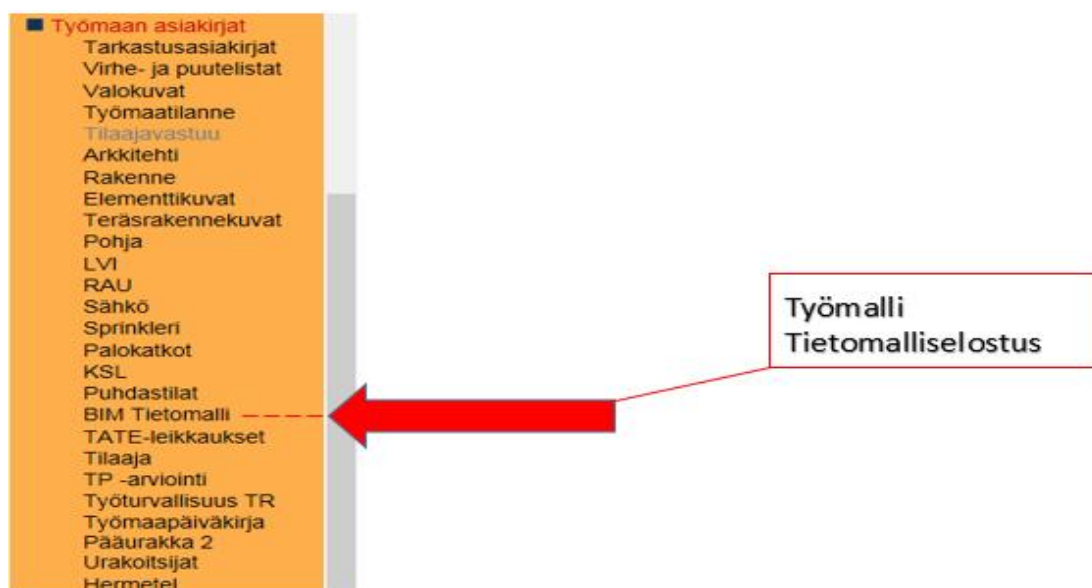 Työmaan asiakirjat
Tarkastusasiakirjat
Virhe- ja puutelistat
Valokuvat
Työmaatilanne
Tilaajavastuu
Arkkitehti
Rakenne
Elementtikuvat
Teräsrakennekuvat
Pohja
LVI
RAU
Sähkö
Sprinkleri
Palokatkot
KSL
Puhdastilat
BIM Tietomalli
TATE-leikkaukset
Tilaaja
TP -arviointi
Työturvallisuus TR
Työmaapäiväkirja
Pääurakka 2
Urakoitsijat
Hermetel
Työmalli
Tietomalliselostus